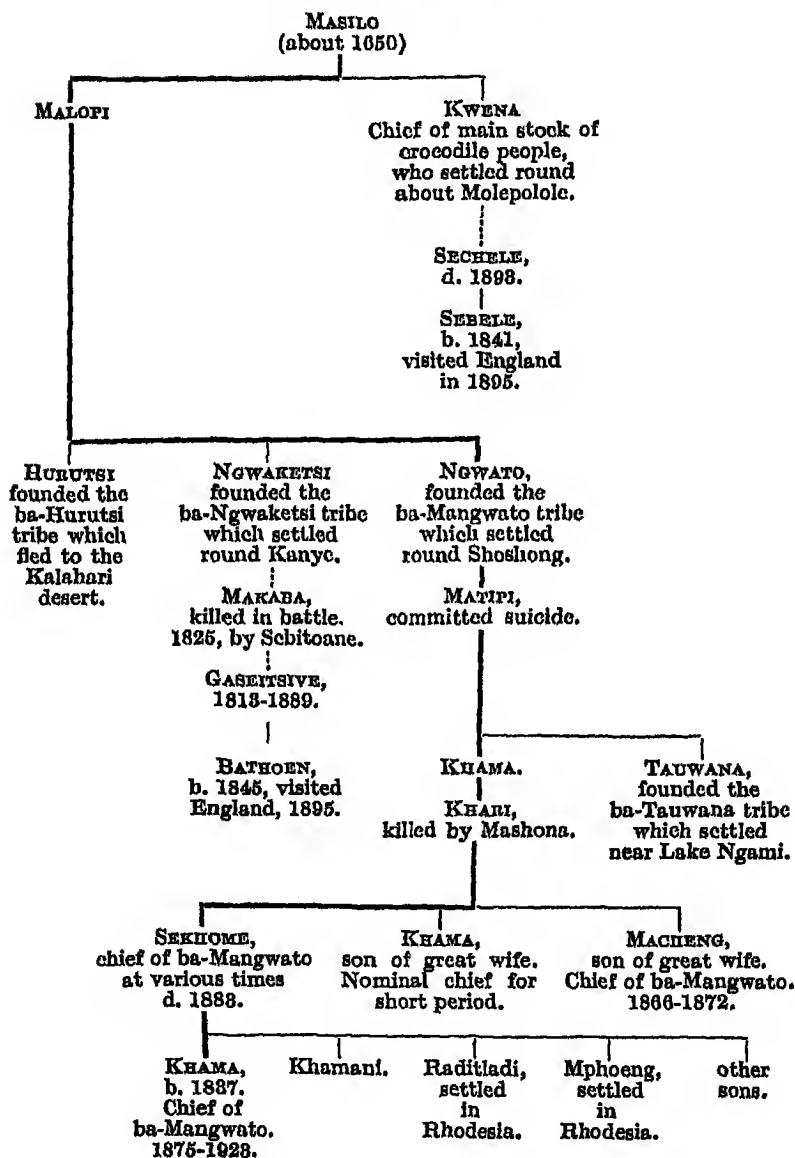 MASILO
(about 1650)
MALOPI
KWENA
Chief of main stock of
crocodile people,
who settled round
about Molepolole.
SECHELE,
d. 1893.
SEBELE,
b. 1841,
visited England
in 1895.
HURUTSI
founded the
ba-Hurutsi
tribe which
fled to the
Kalahari
desert.
NGWAKETSI
founded the
ba-Ngwaketsi tribe
which settled
round Kanye.
MAKABA,
killed in battle.
1825, by Sebitoane.
GASEITSIVE,
1813-1889.
BATHOEN,
b. 1845, visited
England, 1895.
NGWATO,
founded the
ba-Mangwato tribe
which settled
round Shoshong.
MATIPI,
committed suicide.
KHAMA.
KHARI,
killed by Mashona.
TAUWANA,
founded the
ba-Tauwana tribe
which settled
near Lake Ngami.
SEKHOME,
chief of ba-Mangwato
at various times
d. 1883.
KHAMA,
son of great wife.
Nominal chief for
short period.
MACHENG,
son of great wife.
Chief of ba-Mangwato.
1866-1872.
KHAMA,
b. 1837.
Chief of
ba-Mangwato.
1875-1923.
Khamani.
Raditladi,
settled
in
Rhodesia.
Mphoeng,
settled
in
Rhodesia.
other
sons.